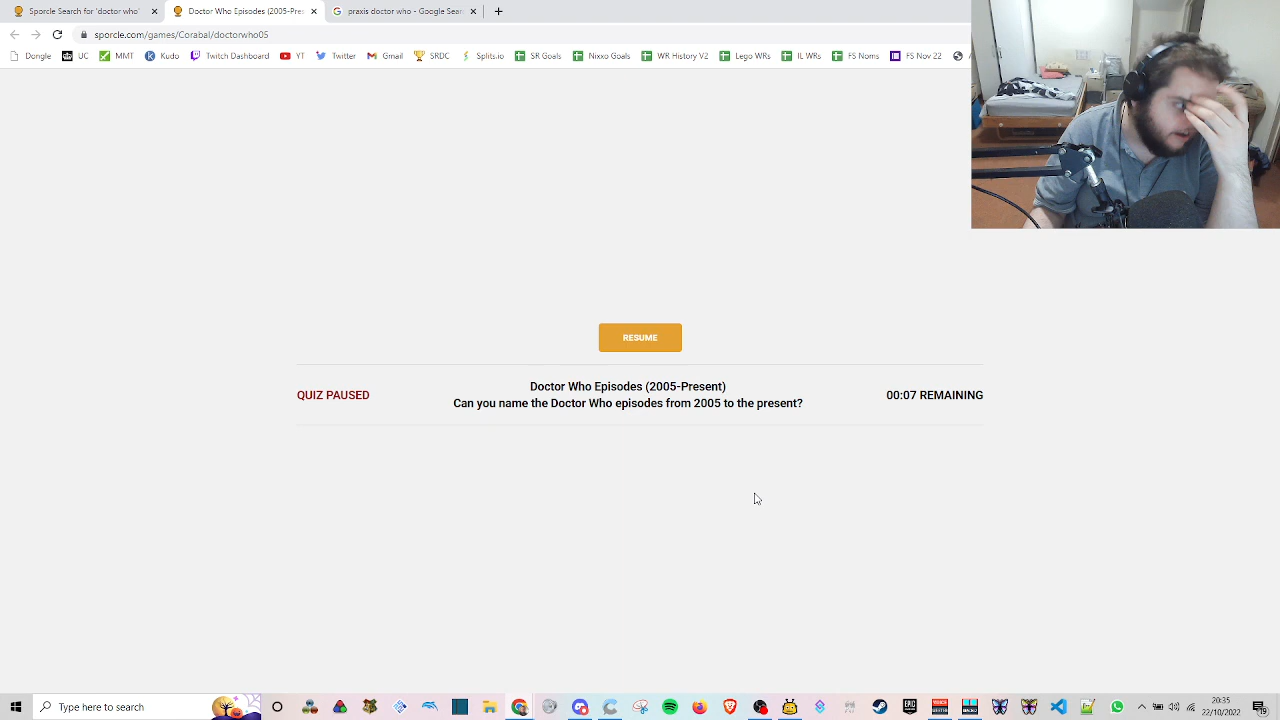 Sporcle Search for 'doctor who'
Doctor Who Episodes (2005-Pres
praxis doctor who - Google Sear
sporcle.com/games/Corabal/doctorwho05
Dongle
UC
MMT
Kudo
Twitch Dashboard
YT
Twitter
Gmail
SRDC
Splits.io
SR Goals
Nixxo Goals
WR History V2
Lego WRs
IL WRs
FS Noms
FS Nov 22
RESUME
QUIZ PAUSED
Doctor Who Episodes (2005-Present)
Can you name the Doctor Who episodes from 2005 to the present?
00:07 REMAINING
Type here to search
20:35
23/10/2022